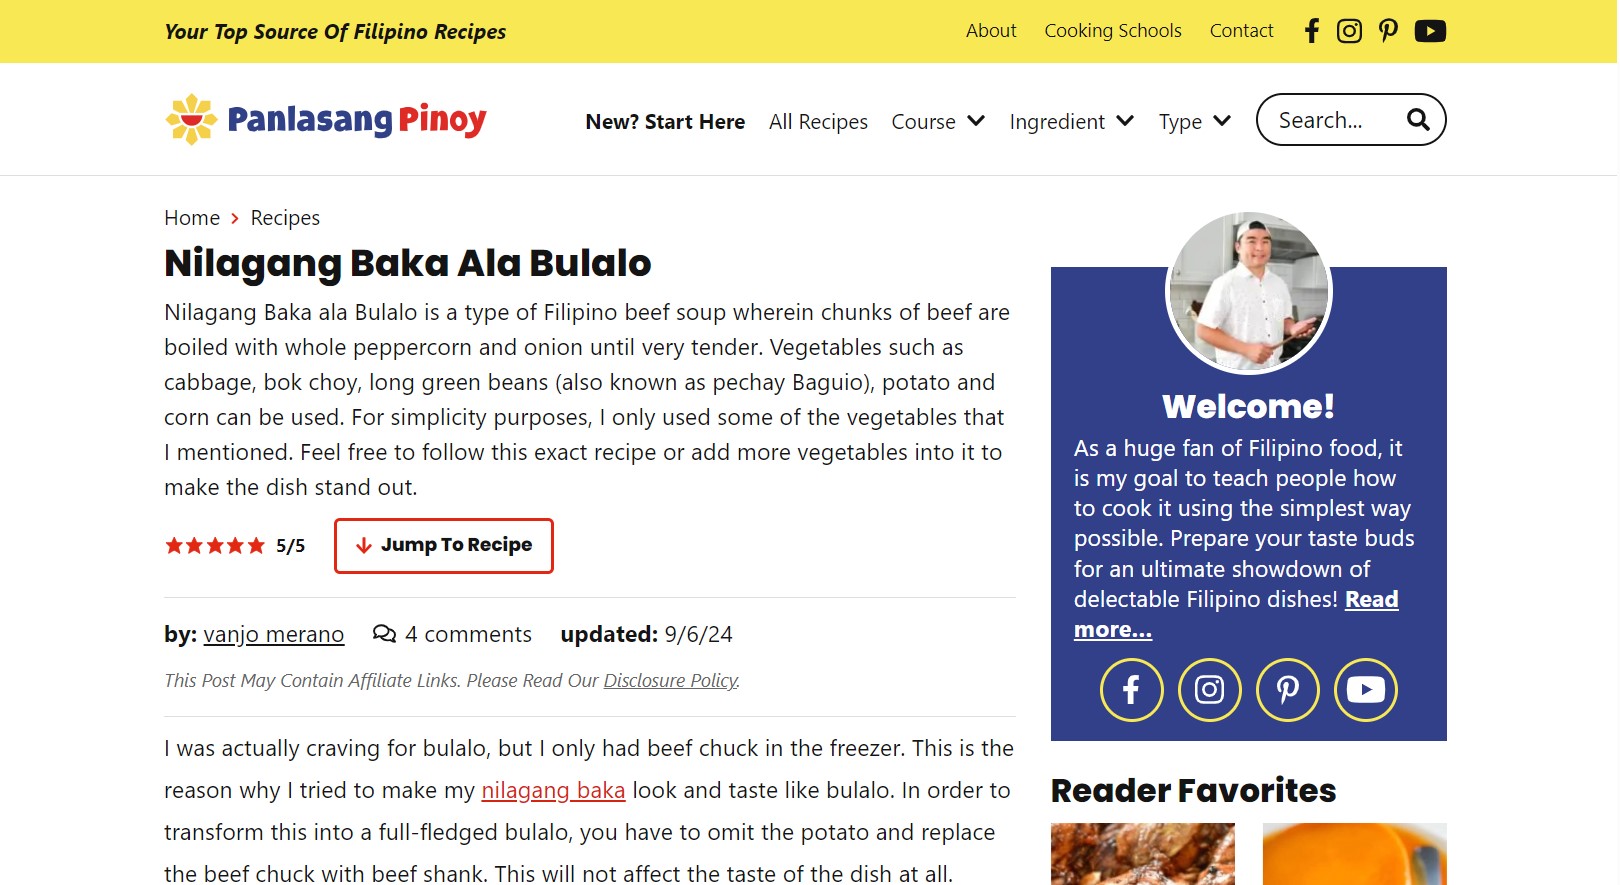 Your Top Source Of Filipino Recipes
About Cooking Schools Contact
Panlasang Pinoy
New? Start Here All Recipes Course Ingredient Type Search...
Home > Recipes
Nilagang Baka Ala Bulalo
Nilagang Baka ala Bulalo is a type of Filipino beef soup wherein chunks of beef are
boiled with whole peppercorn and onion until very tender. Vegetables such as
cabbage, bok choy, long green beans (also known as pechay Baguio), potato and
corn can be used. For simplicity purposes, I only used some of the vegetables that
I mentioned. Feel free to follow this exact recipe or add more vegetables into it to
make the dish stand out.
5/5 Jump To Recipe
by: vanjo merano 4 comments updated: 9/6/24
This Post May Contain Affiliate Links. Please Read Our Disclosure Policy.
I was actually craving for bulalo, but I only had beef chuck in the freezer. This is the
reason why I tried to make my nilagang baka look and taste like bulalo. In order to
transform this into a full-fledged bulalo, you have to omit the potato and replace
the beef chuck with beef shank. This will not affect the taste of the dish at all.
Welcome!
As a huge fan of Filipino food, it
is my goal to teach people how
to cook it using the simplest way
possible. Prepare your taste buds
for an ultimate showdown of
delectable Filipino dishes! Read
more...
Reader Favorites